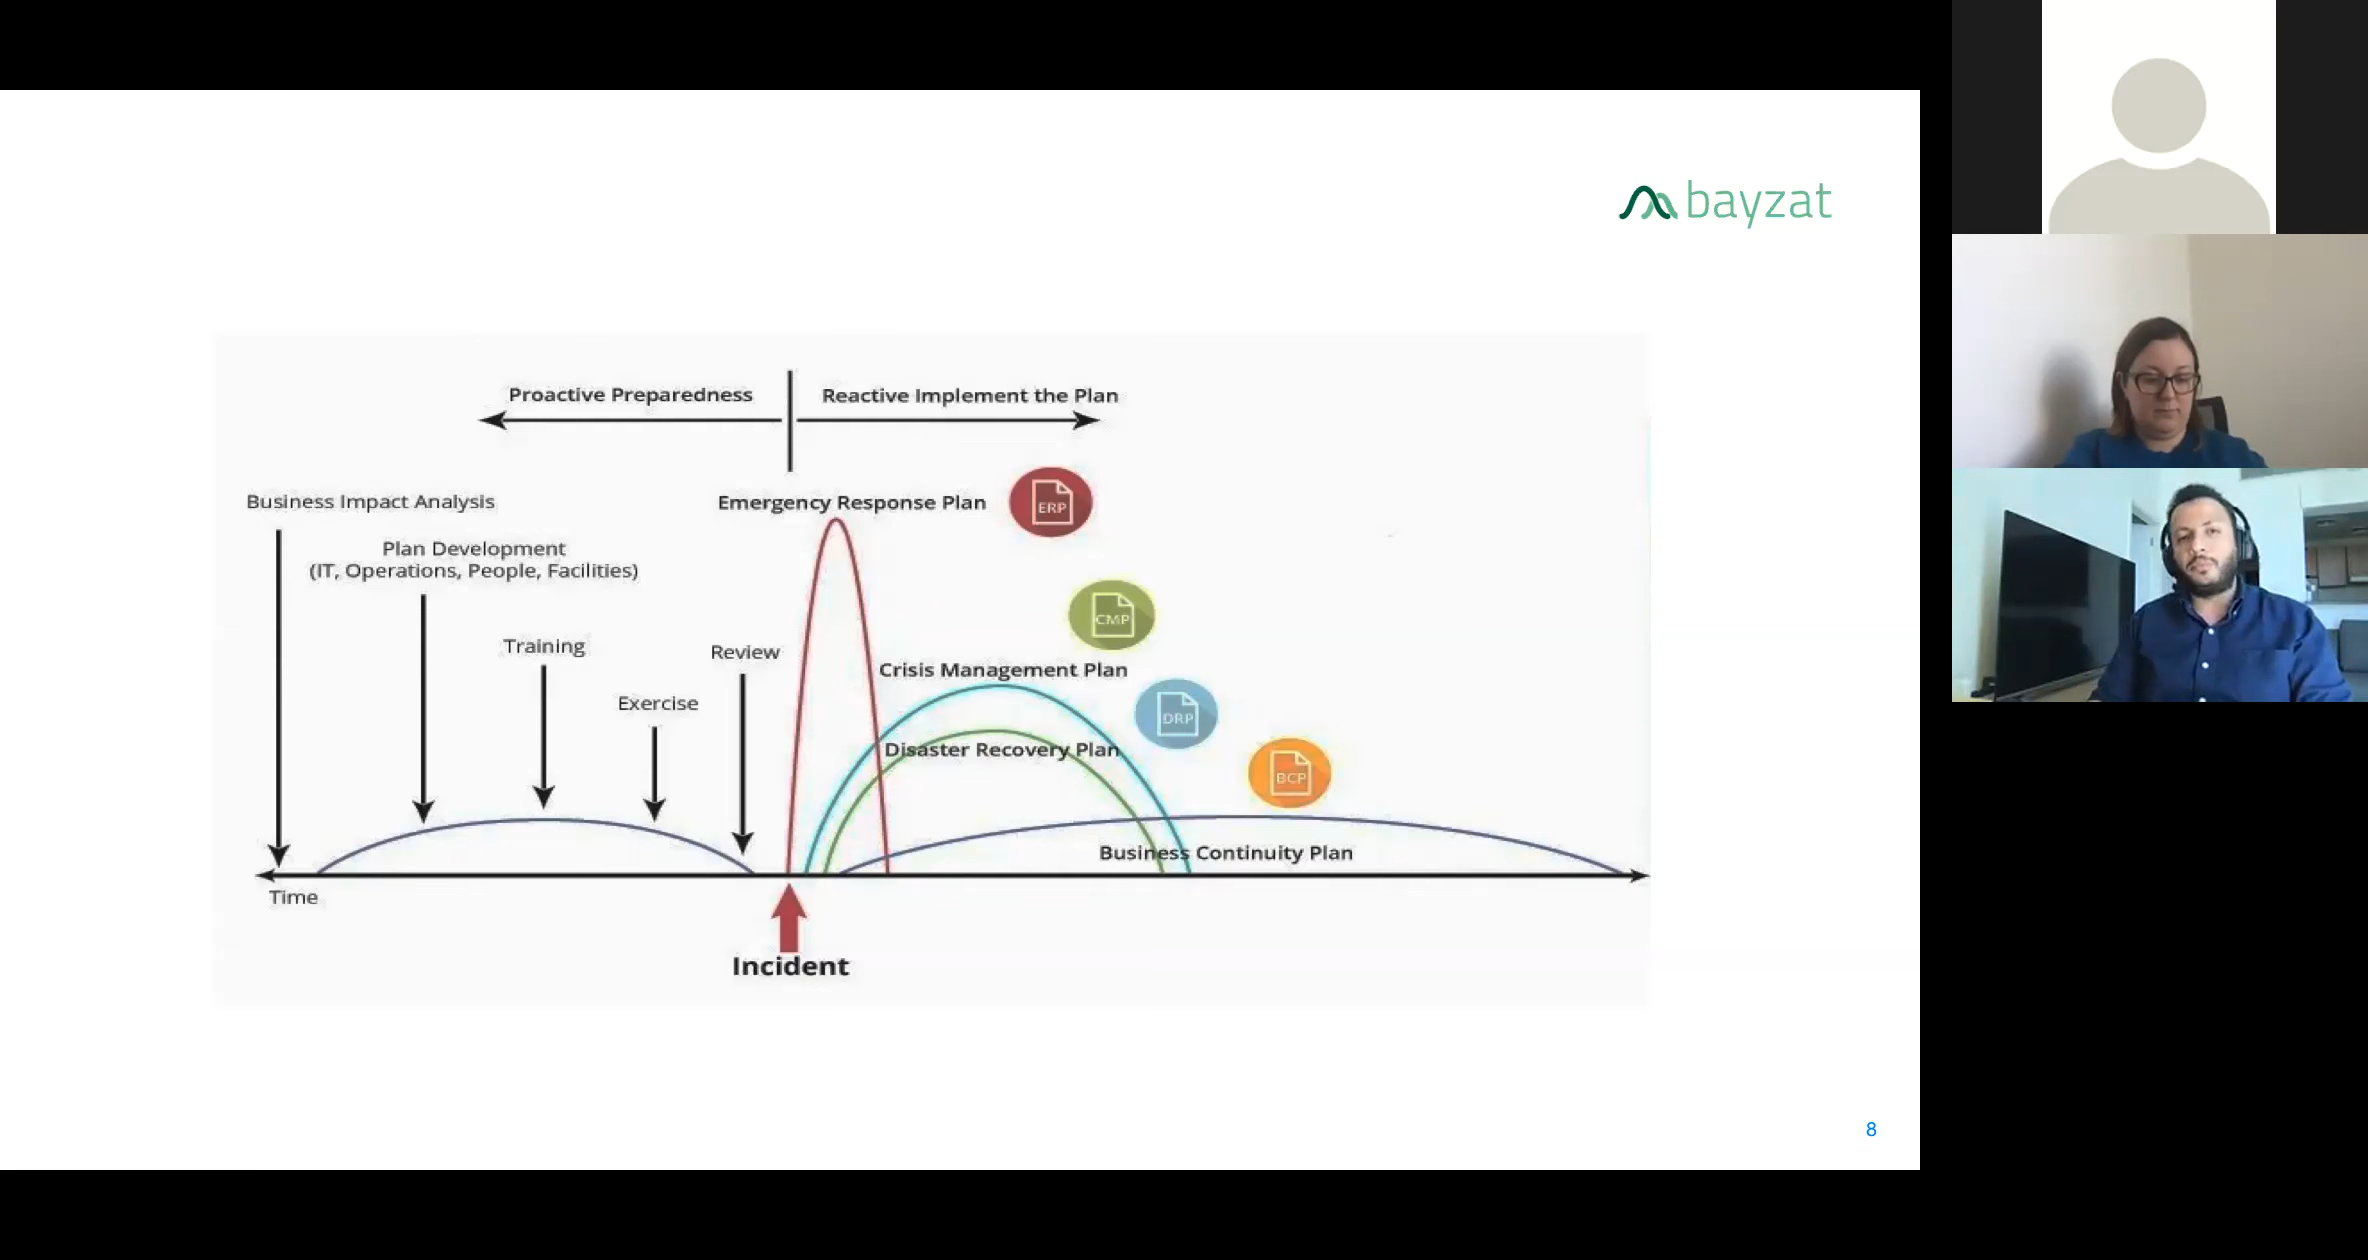 bayzat
Proactive Preparedness
Reactive Implement the Plan
Business Impact Analysis
Emergency Response Plan
ERP
Plan Development
(IT, Operations, People, Facilities)
CMP
Training
Review
Crisis Management Plan
Exercise
DRP
Disaster Recovery Plan
BCP
Business Continuity Plan
Time
Incident
8